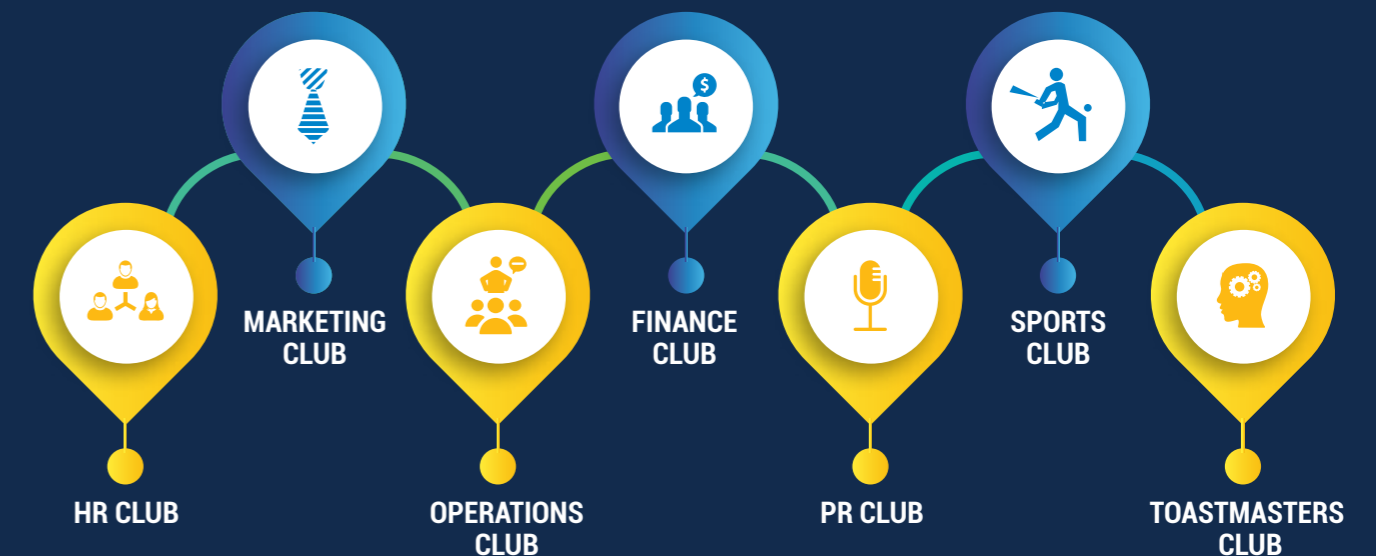 HR CLUB
MARKETING
CLUB
OPERATIONS
CLUB
$
FINANCE
CLUB
PR CLUB
SPORTS
CLUB
TOASTMASTERS
CLUB